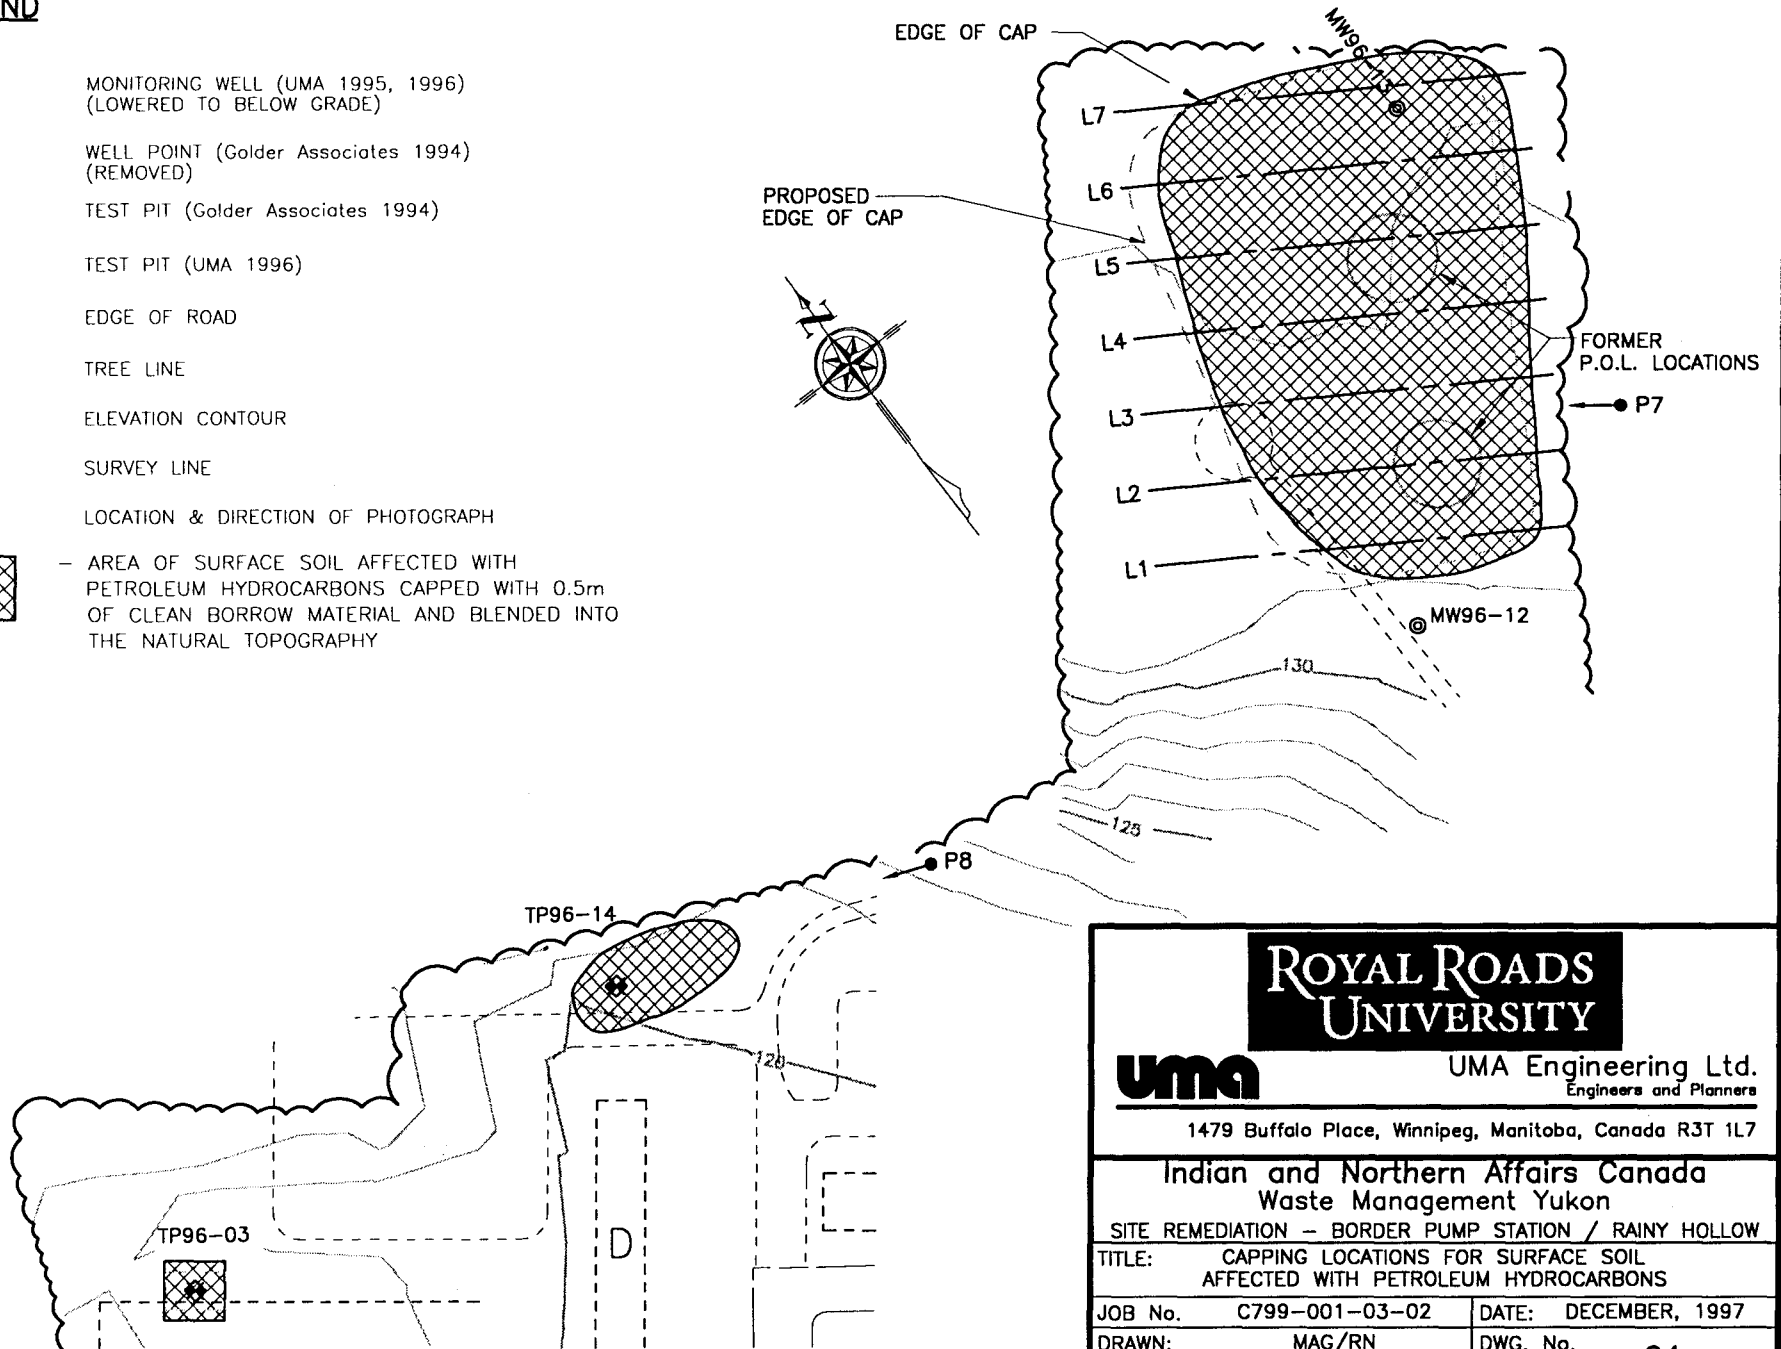 ND
MONITORING WELL (UMA 1995, 1996)
(LOWERED TO BELOW GRADE)
WELL POINT (Golder Associates 1994)
(REMOVED)
TEST PIT (Golder Associates 1994)
TEST PIT (UMA 1996)
EDGE OF ROAD
TREE LINE
ELEVATION CONTOUR
SURVEY LINE
LOCATION & DIRECTION OF PHOTOGRAPH
– AREA OF SURFACE SOIL AFFECTED WITH
PETROLEUM HYDROCARBONS CAPPED WITH 0.5m
OF CLEAN BORROW MATERIAL AND BLENDED INTO
THE NATURAL TOPOGRAPHY
EDGE OF CAP
PROPOSED
EDGE OF CAP
N
L7
L6
L5
L4
L3
L2
L1
FORMER
P.O.L. LOCATIONS
P7
MW96-12
130
125
P8
TP96-14
120
TP96-03
D
ROYAL ROADS
UNIVERSITY
uma
UMA Engineering Ltd.
Engineers and Planners
1479 Buffalo Place, Winnipeg, Manitoba, Canada R3T 1L7
Indian and Northern Affairs Canada
Waste Management Yukon
SITE REMEDIATION – BORDER PUMP STATION / RAINY HOLLOW
TITLE: CAPPING LOCATIONS FOR SURFACE SOIL
AFFECTED WITH PETROLEUM HYDROCARBONS
JOB No. C799-001-03-02
DATE: DECEMBER, 1997
DRAWN: MAG/RN
DWG. No.